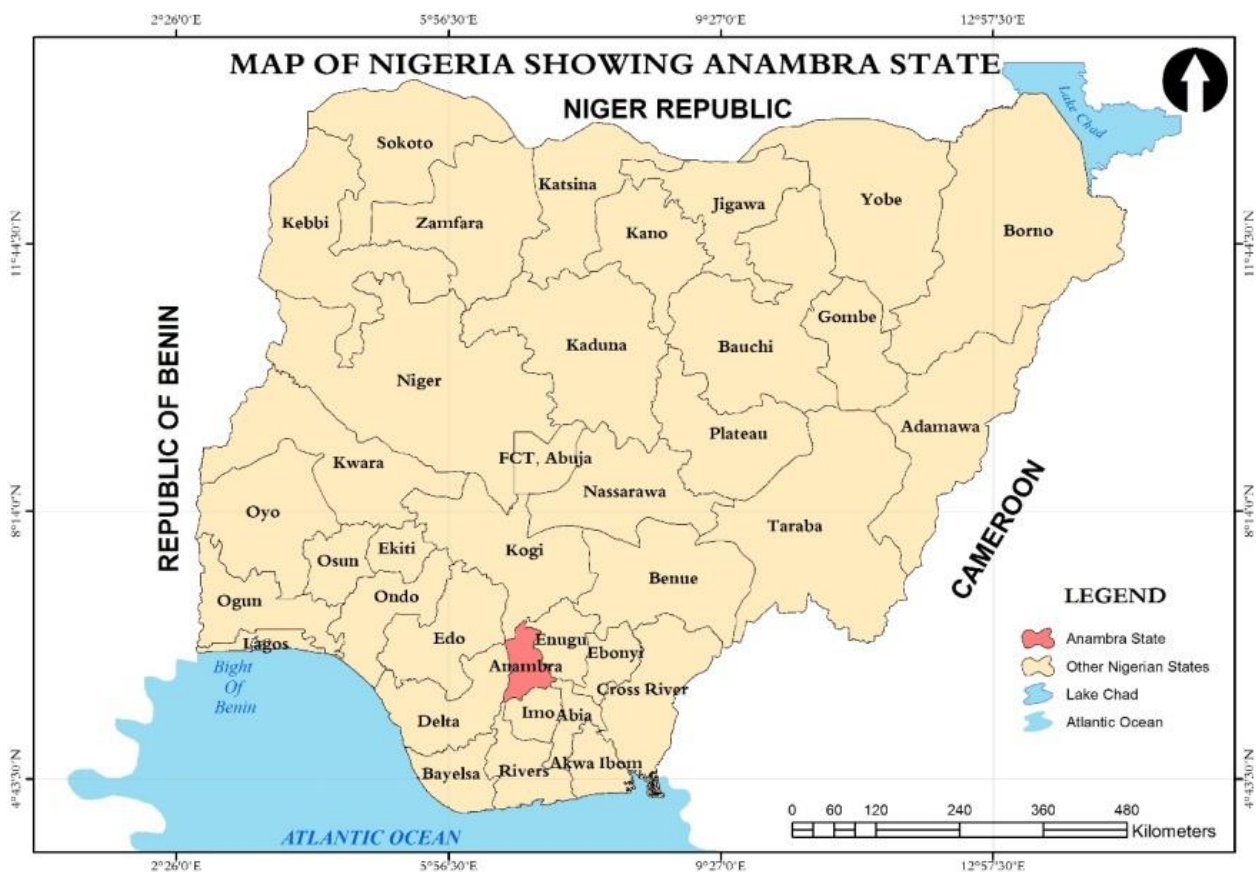 2°26'0"E 5°56'30"E 9°27'0"E 12°57'30"E
MAP OF NIGERIA SHOWING ANAMBRA STATE
NIGER REPUBLIC
Lake Chad
Sokoto
Katsina
Jigawa
Yobe
Kebbi
Zamfara
Kano
Borno
11°44'30"N
11°44'30"N
REPUBLIC OF BENIN
Gombe
Kaduna
Bauchi
Niger
Adamawa
Plateau
FCT, Abuja
Kwara
Nassarawa
Oyo
8°14'0"N
8°14'0"N
Taraba
CAMEROON
Kogi
Ekiti
Osun
Benue
Ogun
Ondo
Edo
Enugu
Lagos
Ebonyi
Anambra
Bight
Of
Benin
Cross River
Delta
Imo
Abia
Akwa Ibom
Bayelsa
Rivers
4°43'30"N
4°43'30"N
ATLANTIC OCEAN
LEGEND
Anambra State
Other Nigerian States
Lake Chad
Atlantic Ocean
0 60 120 240 360 480
Kilometers
2°26'0"E 5°56'30"E 9°27'0"E 12°57'30"E